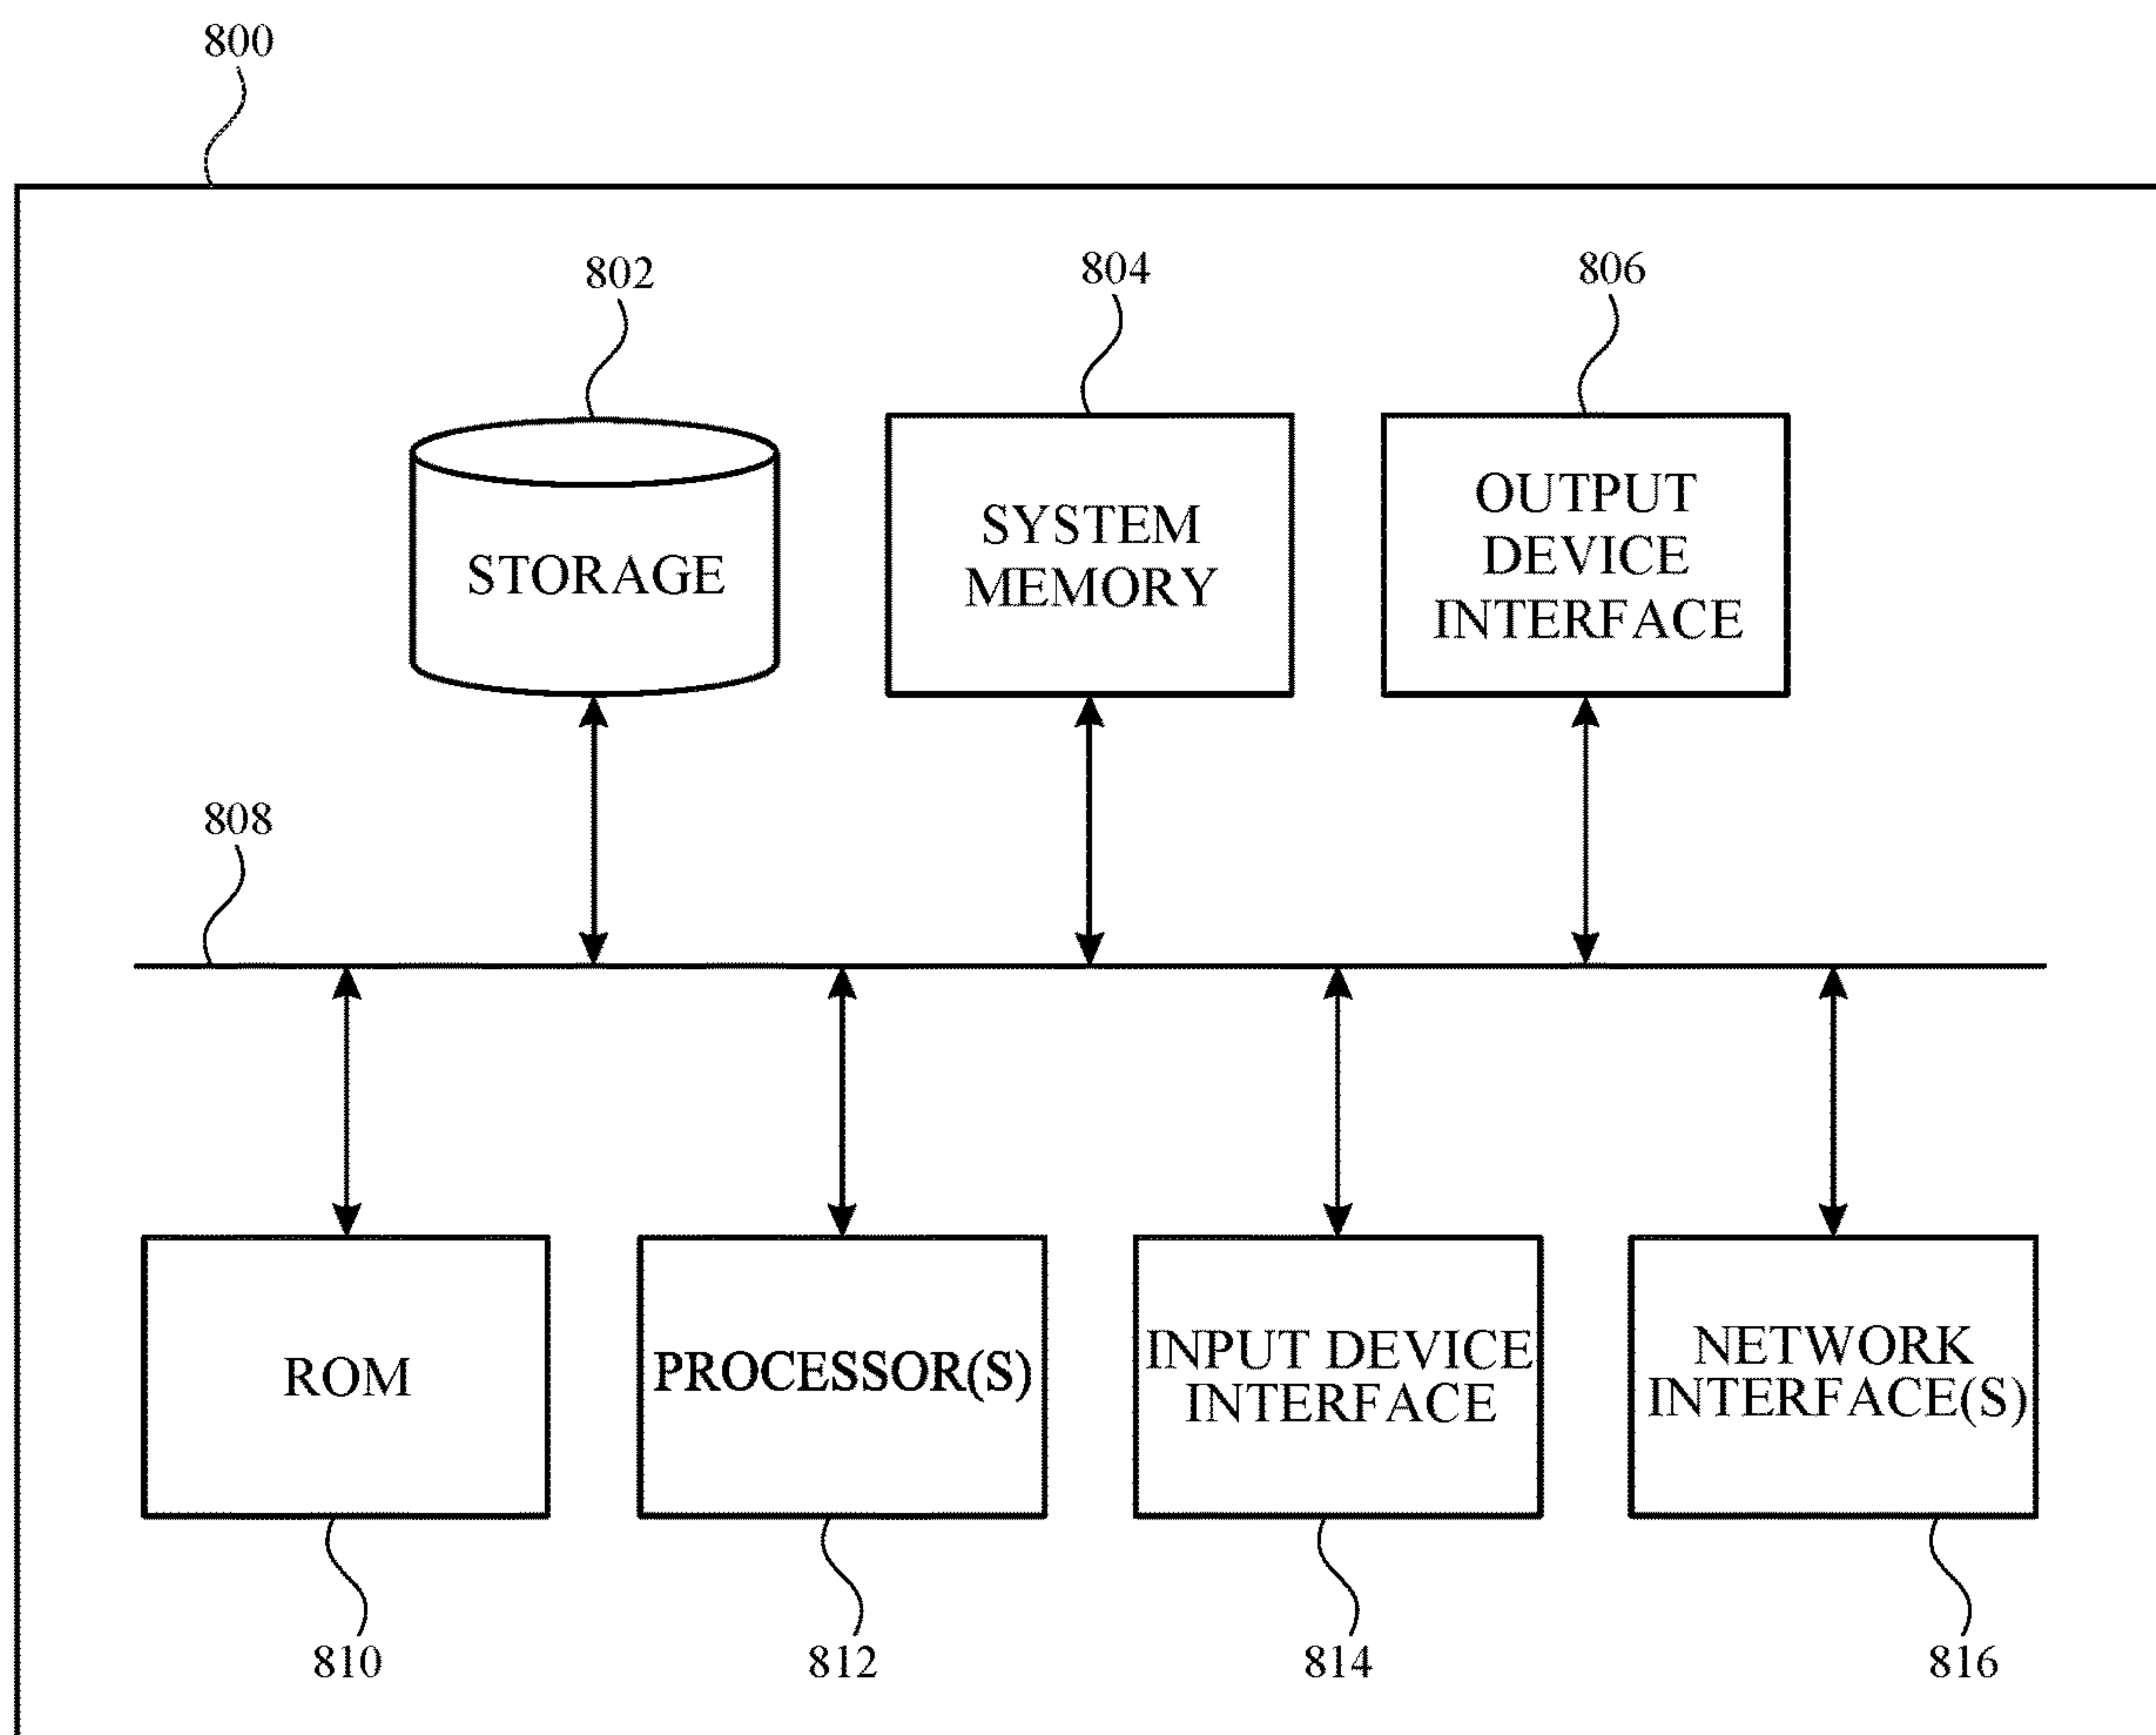 800
802
804
806
STORAGE
SYSTEM
MEMORY
OUTPUT
DEVICE
INTERFACE
808
ROM
PROCESSOR(S)
INPUT DEVICE
INTERFACE
NETWORK
INTERFACE(S)
810
812
814
816